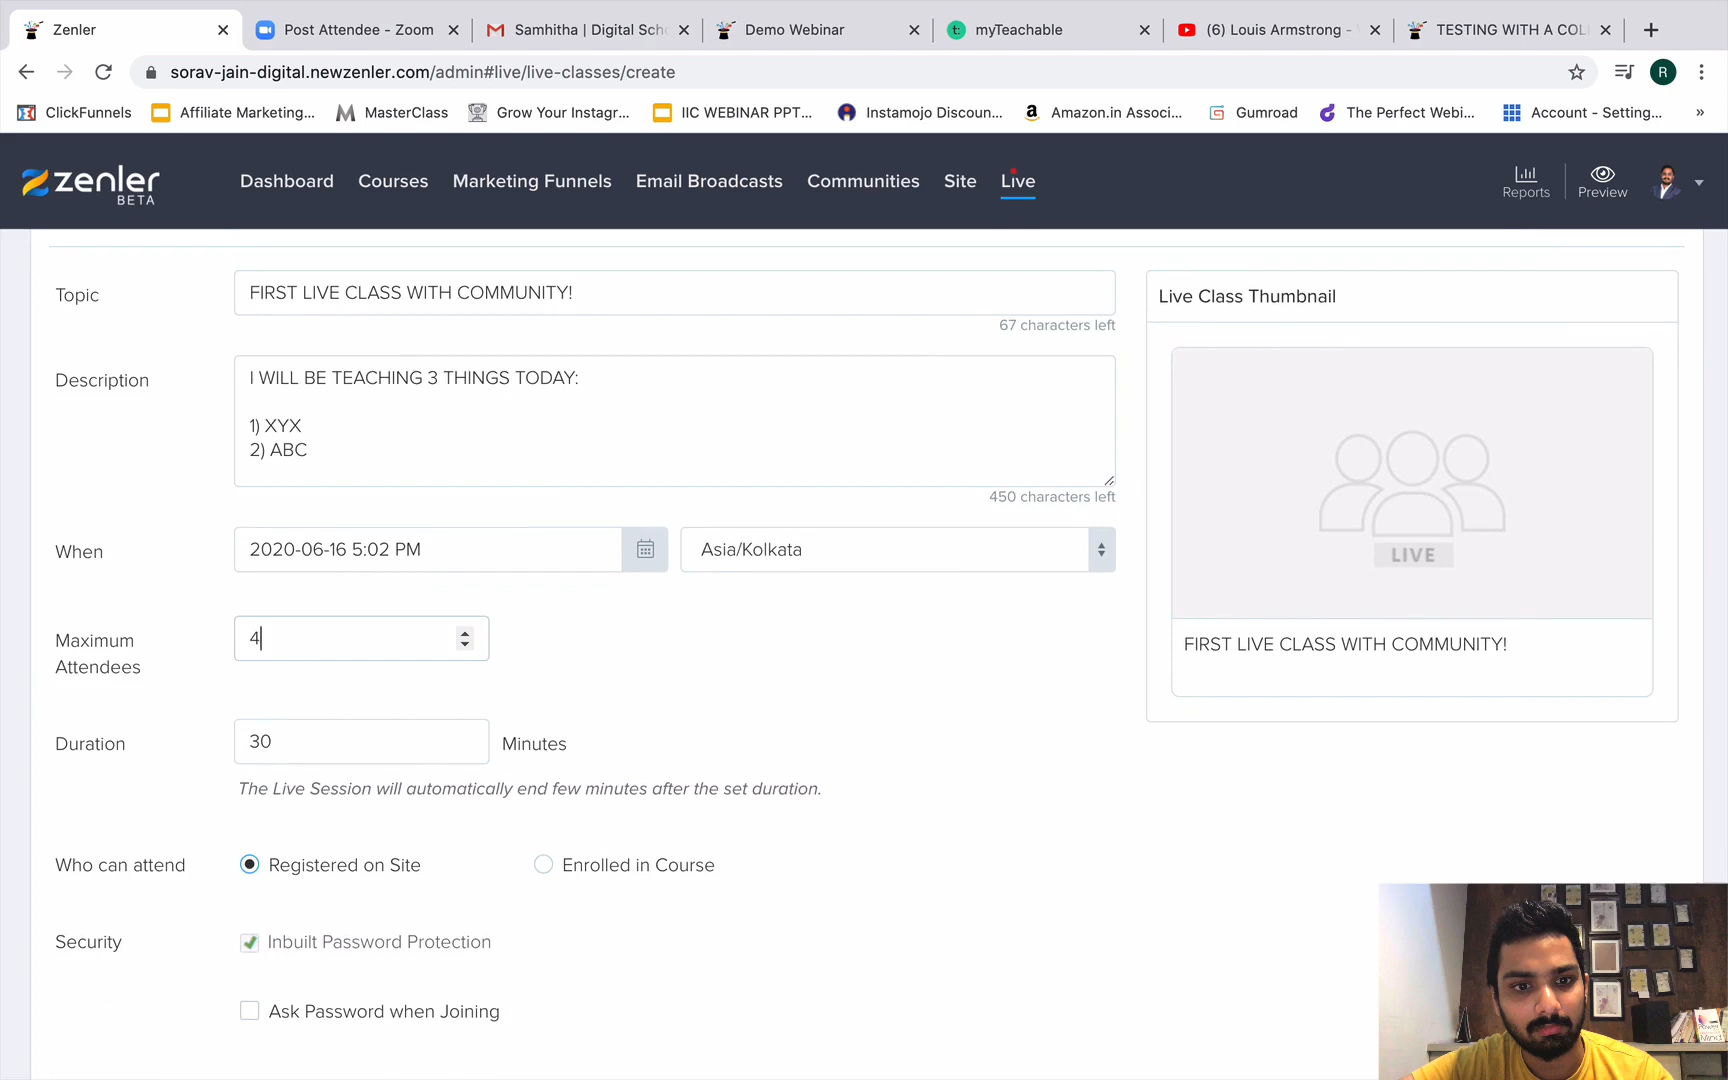 Zenler
Post Attendee - Zoom
Samhitha | Digital Scho
Demo Webinar
t:
myTeachable
(6) Louis Armstrong -
TESTING WITH A COL
sorav-jain-digital.newzenler.com/admin#live/live-classes/create
R
ClickFunnels
Affiliate Marketing...
MasterClass
Grow Your Instagr...
IIC WEBINAR PPT...
Instamojo Discoun...
Amazon.in Associ...
Gumroad
The Perfect Webi...
Account - Setting...
»
zenler
BETA
Dashboard
Courses
Marketing Funnels
Email Broadcasts
Communities
Site
Live
Reports
Preview
Topic
FIRST LIVE CLASS WITH COMMUNITY!
67 characters left
Description
I WILL BE TEACHING 3 THINGS TODAY:
1) XYX
2) ABC
450 characters left
When
2020-06-16 5:02 PM
Asia/Kolkata
Maximum
Attendees
4
Duration
30
Minutes
The Live Session will automatically end few minutes after the set duration.
Who can attend
Registered on Site
Enrolled in Course
Security
Inbuilt Password Protection
Ask Password when Joining
Live Class Thumbnail
LIVE
FIRST LIVE CLASS WITH COMMUNITY!